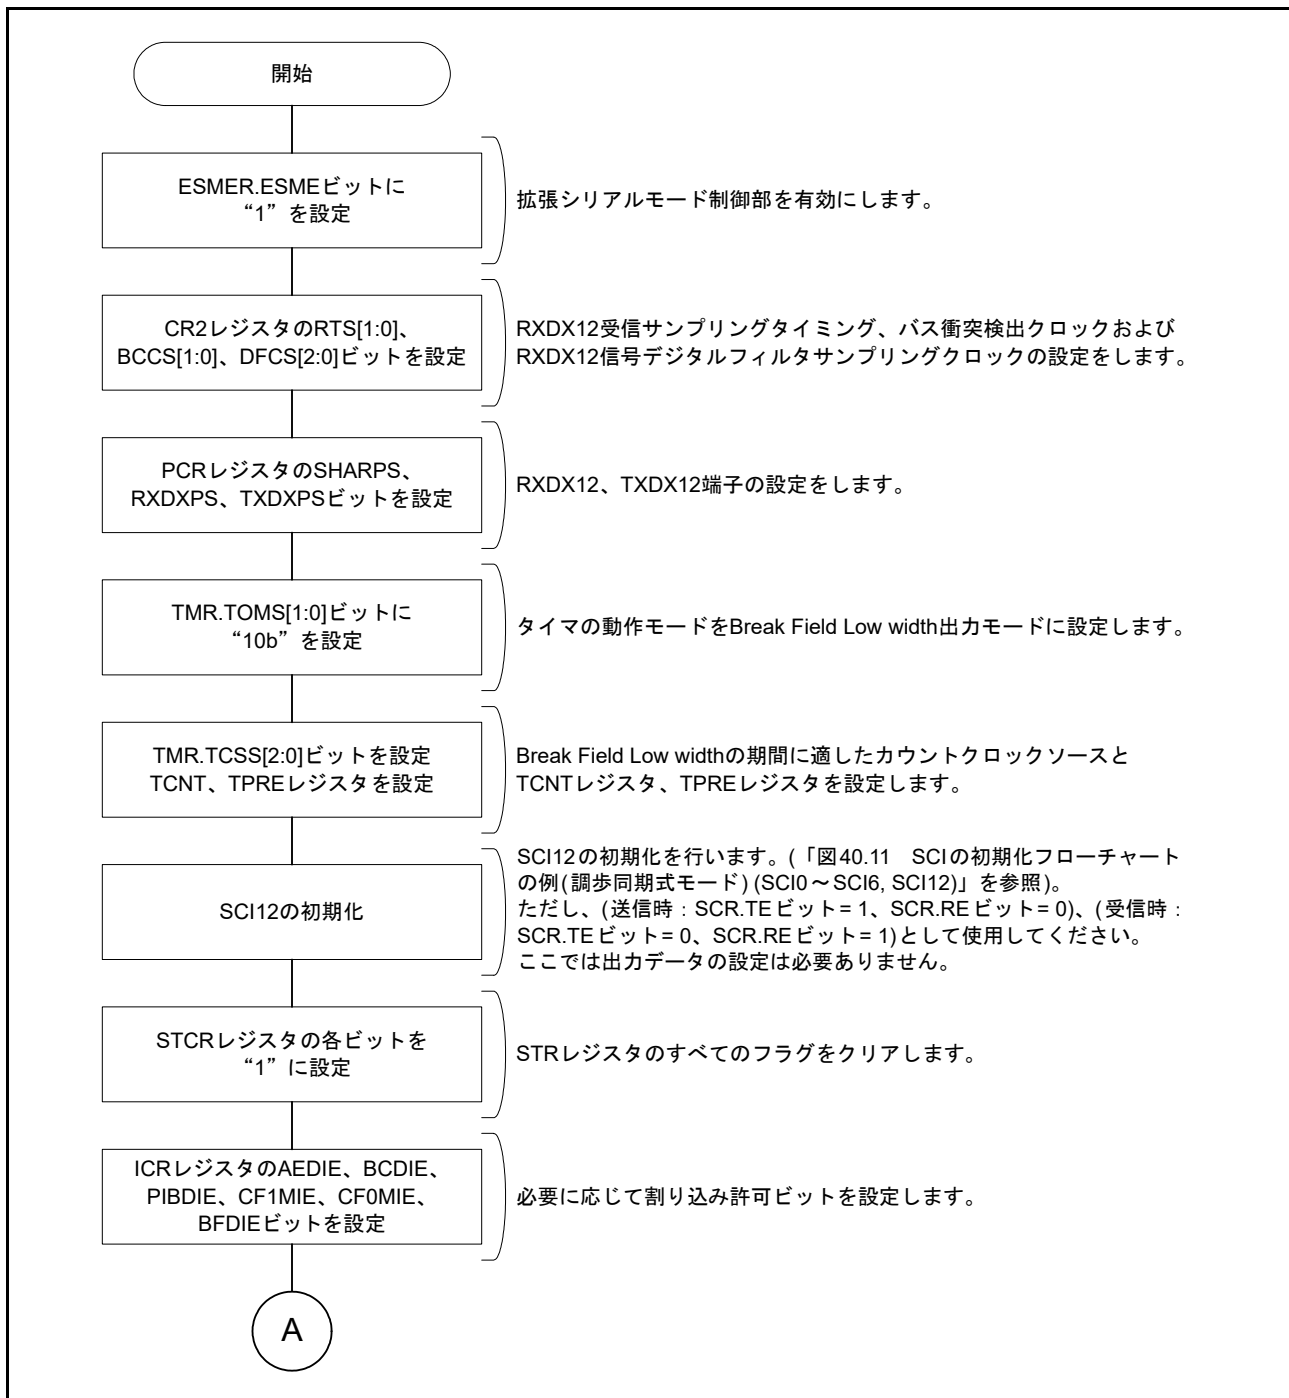 開始
ESMER.ESMEビットに
“1”を設定
拡張シリアルモード制御部を有効にします。
CR2レジスタのRTS[1:0]、
BCCS[1:0]、DFCS[2:0]ビットを設定
RXDX12受信サンプリングタイミング、バス衝突検出クロックおよび
RXDX12信号デジタルフィルタサンプリングクロックの設定をします。
PCRレジスタのSHARPS、
RXDXPS、TXDXPSビットを設定
RXDX12、TXDX12端子の設定をします。
TMR.TOMS[1:0]ビットに
“10b”を設定
タイマの動作モードをBreak Field Low width出力モードに設定します。
TMR.TCSS[2:0]ビットを設定
TCNT、TPREレジスタを設定
Break Field Low widthの期間に適したカウントクロックソースと
TCNTレジスタ、TPREレジスタを設定します。
SCI12の初期化
SCI12の初期化を行います。(「図40.11 SCIの初期化フローチャート
の例(調歩同期式モード) (SCI0～SCI6, SCI12)」を参照)。
ただし、(送信時：SCR.TEビット= 1、SCR.REビット= 0)、(受信時：
SCR.TEビット= 0、SCR.REビット= 1)として使用してください。
ここでは出力データの設定は必要ありません。
STCRレジスタの各ビットを
“1”に設定
STRレジスタのすべてのフラグをクリアします。
ICRレジスタのAEDIE、BCDIE、
PIBDIE、CF1MIE、CF0MIE、
BFDIEビットを設定
必要に応じて割り込み許可ビットを設定します。
A